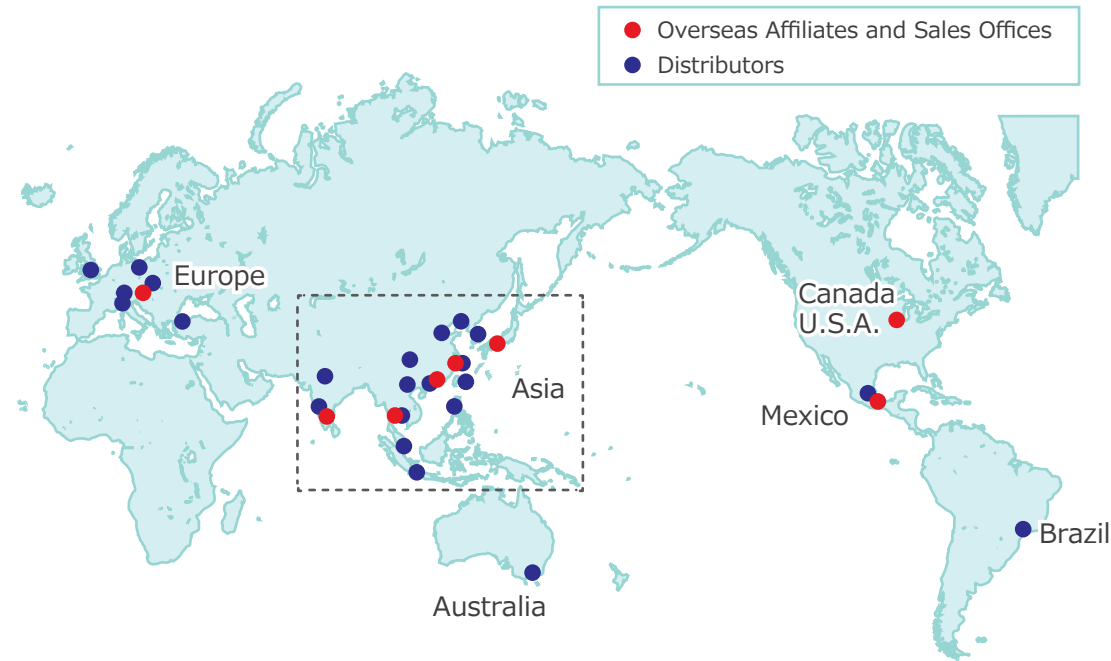 Overseas Affiliates and Sales Offices
Distributors
Europe
Canada
U.S.A.
Asia
Mexico
Brazil
Australia